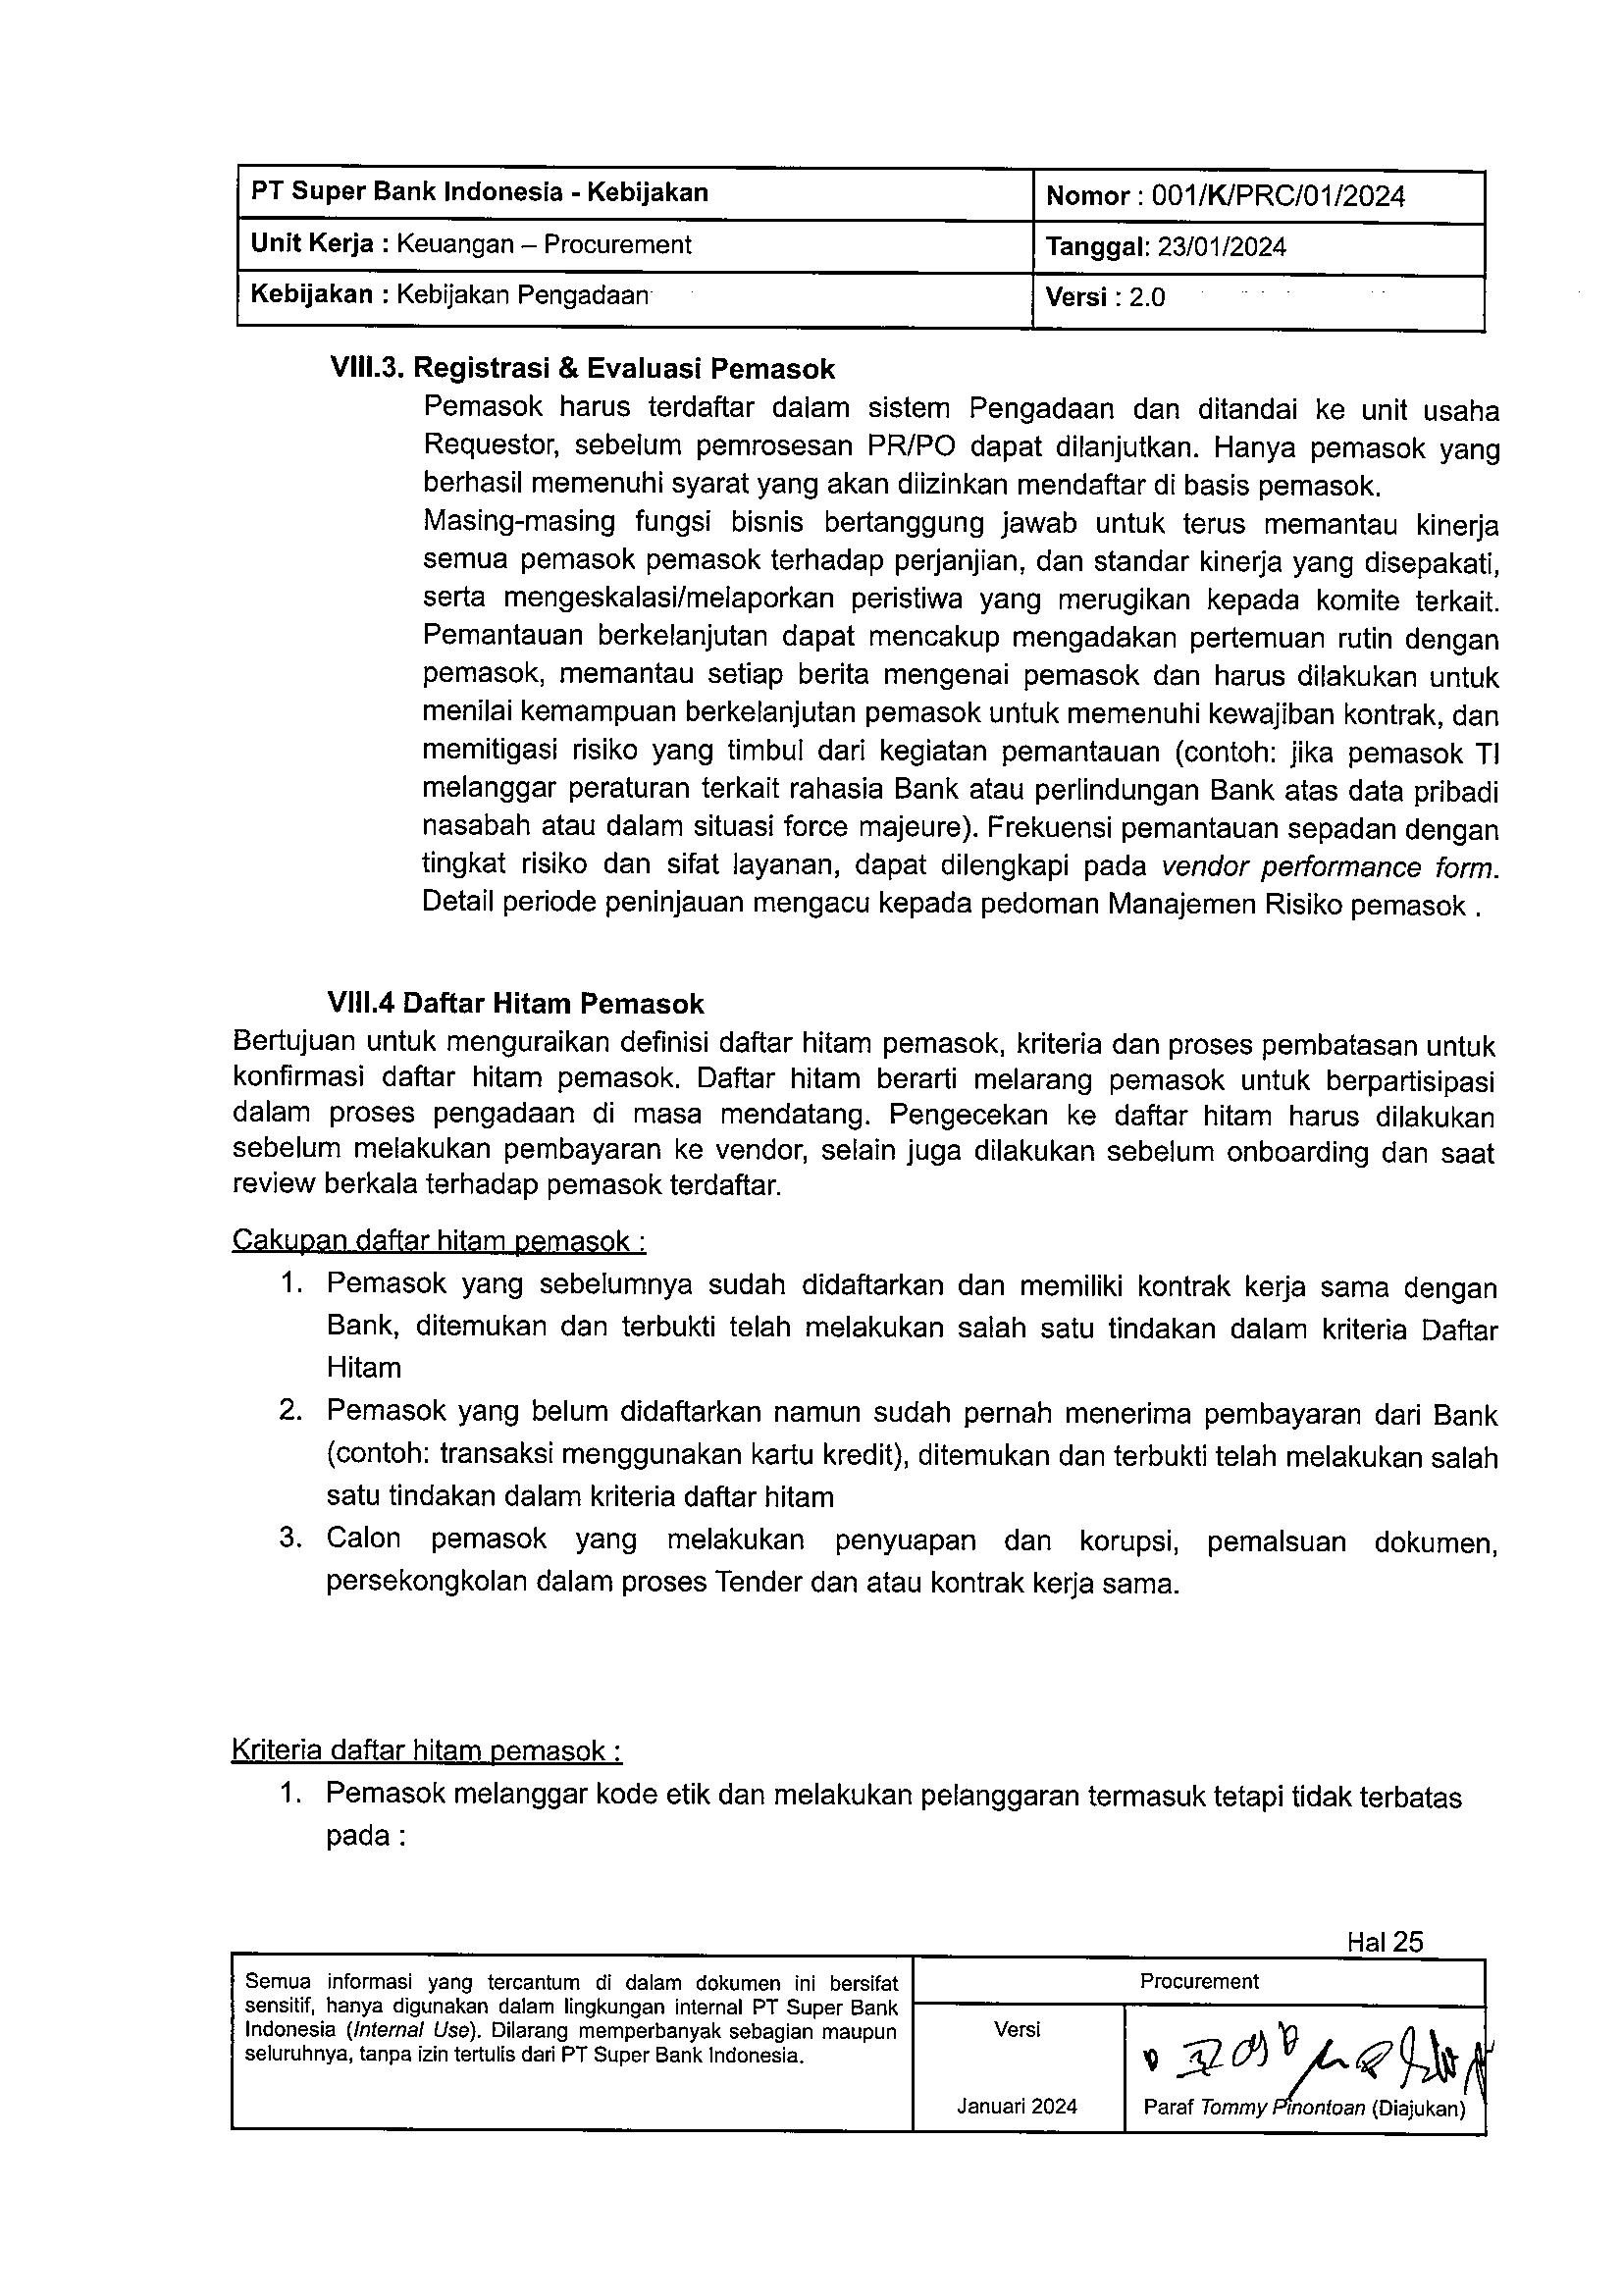 PT Super Bank Indonesia - Kebijakan
Nomor : 001/K/PRC/01/2024
Unit Kerja : Keuangan – Procurement
Tanggal: 23/01/2024
Kebijakan : Kebijakan Pengadaan
Versi : 2.0
VIII.3. Registrasi & Evaluasi Pemasok
Pemasok harus terdaftar dalam sistem Pengadaan dan ditandai ke unit usaha
Requestor, sebelum pemrosesan PR/PO dapat dilanjutkan. Hanya pemasok yang
berhasil memenuhi syarat yang akan diizinkan mendaftar di basis pemasok.
Masing-masing fungsi bisnis bertanggung jawab untuk terus memantau kinerja
semua pemasok pemasok terhadap perjanjian, dan standar kinerja yang disepakati,
serta mengeskalasi/melaporkan peristiwa yang merugikan kepada komite terkait.
Pemantauan berkelanjutan dapat mencakup mengadakan pertemuan rutin dengan
pemasok, memantau setiap berita mengenai pemasok dan harus dilakukan untuk
menilai kemampuan berkelanjutan pemasok untuk memenuhi kewajiban kontrak, dan
memitigasi risiko yang timbul dari kegiatan pemantauan (contoh: jika pemasok TI
melanggar peraturan terkait rahasia Bank atau perlindungan Bank atas data pribadi
nasabah atau dalam situasi force majeure). Frekuensi pemantauan sepadan dengan
tingkat risiko dan sifat layanan, dapat dilengkapi pada vendor performance form.
Detail periode peninjauan mengacu kepada pedoman Manajemen Risiko pemasok .
VIII.4 Daftar Hitam Pemasok
Bertujuan untuk menguraikan definisi daftar hitam pemasok, kriteria dan proses pembatasan untuk
konfirmasi daftar hitam pemasok. Daftar hitam berarti melarang pemasok untuk berpartisipasi
dalam proses pengadaan di masa mendatang. Pengecekan ke daftar hitam harus dilakukan
sebelum melakukan pembayaran ke vendor, selain juga dilakukan sebelum onboarding dan saat
review berkala terhadap pemasok terdaftar.
Cakupan daftar hitam pemasok :
1. Pemasok yang sebelumnya sudah didaftarkan dan memiliki kontrak kerja sama dengan
Bank, ditemukan dan terbukti telah melakukan salah satu tindakan dalam kriteria Daftar
Hitam
2. Pemasok yang belum didaftarkan namun sudah pernah menerima pembayaran dari Bank
(contoh: transaksi menggunakan kartu kredit), ditemukan dan terbukti telah melakukan salah
satu tindakan dalam kriteria daftar hitam
3. Calon pemasok yang melakukan penyuapan dan korupsi, pemalsuan dokumen,
persekongkolan dalam proses Tender dan atau kontrak kerja sama.
Kriteria daftar hitam pemasok :
1. Pemasok melanggar kode etik dan melakukan pelanggaran termasuk tetapi tidak terbatas
pada :
Hal 25
Semua informasi yang tercantum di dalam dokumen ini bersifat
sensitif, hanya digunakan dalam lingkungan internal PT Super Bank
Indonesia (Internal Use). Dilarang memperbanyak sebagian maupun
seluruhnya, tanpa izin tertulis dari PT Super Bank Indonesia.
Procurement
Versi
Januari 2024
Paraf Tommy Pinontoan (Diajukan)